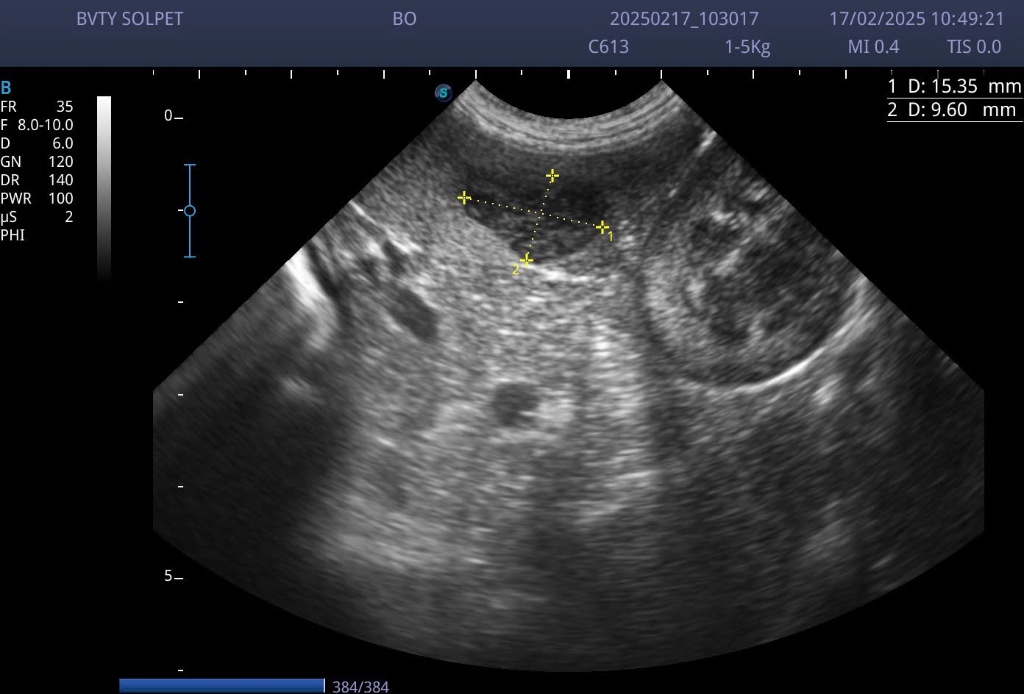 BVTY SOLPET BO 20250217_103017 17/02/2025 10:49:21
C613 1-5Kg MI 0.4 TIS 0.0
B
FR 35
F 8.0-10.0
D 6.0
GN 120
DR 140
PWR 100
µS 2
PHI
S
1 D: 15.35 mm
2 D: 9.60 mm
0
1
2
5
384/384